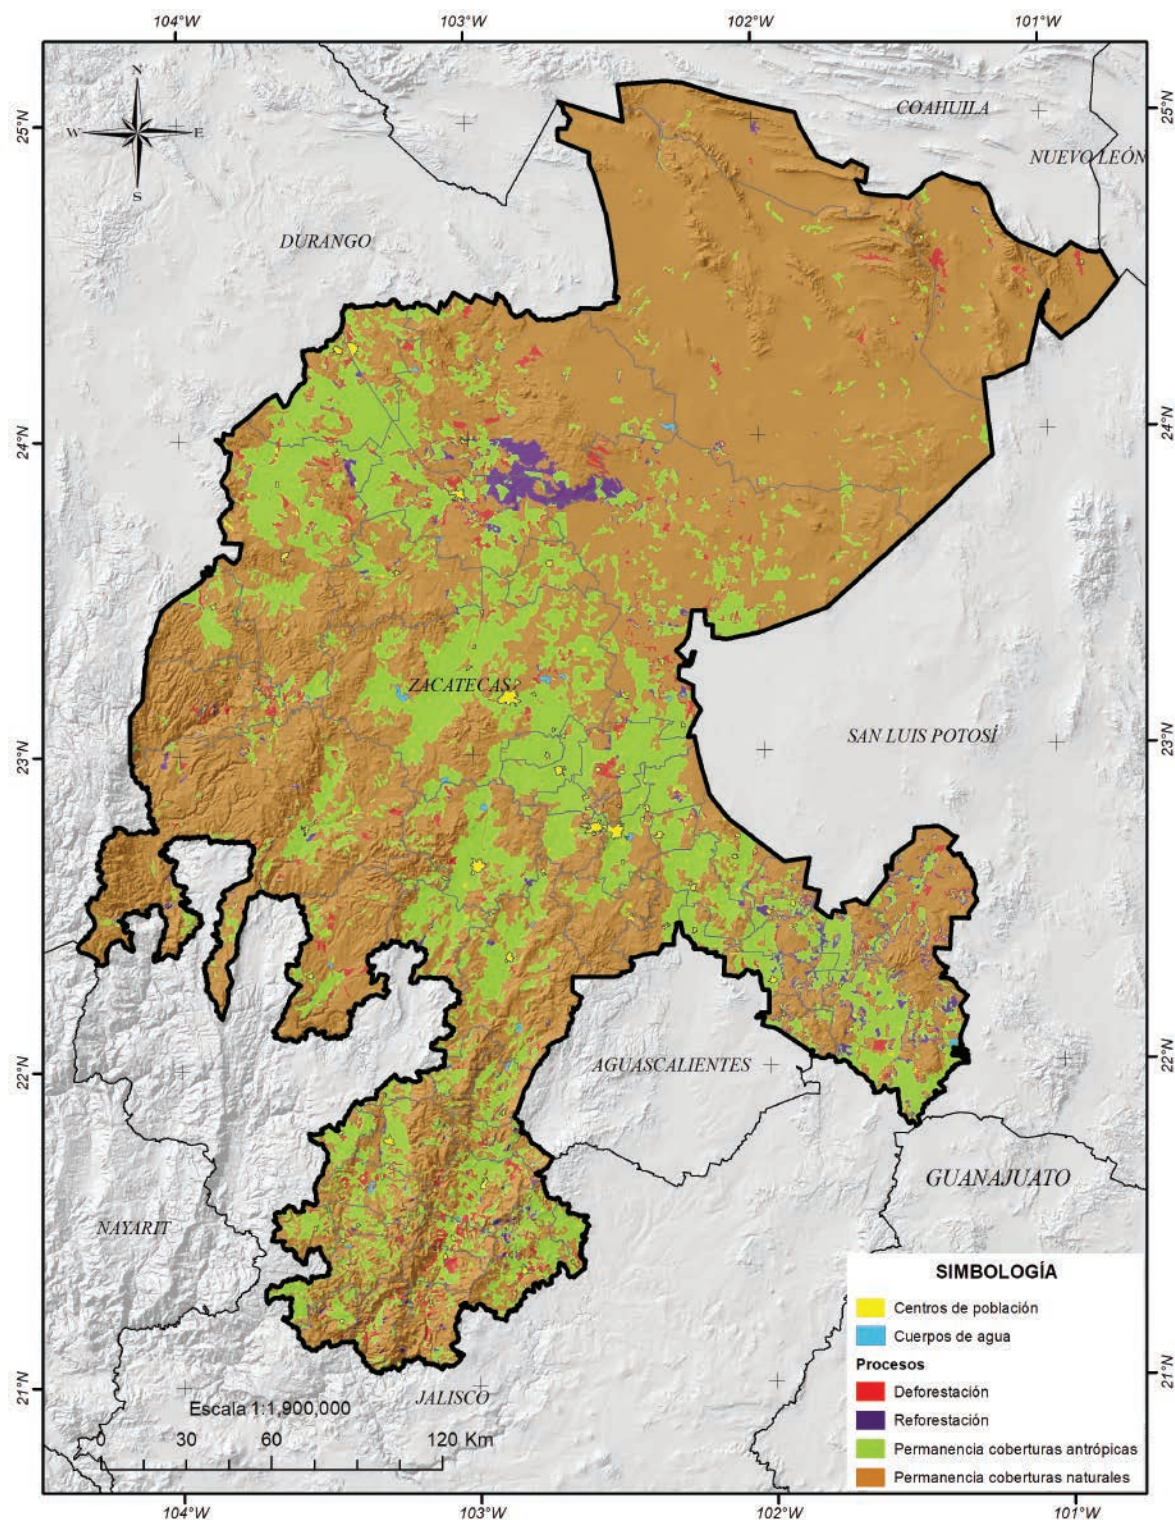 104°W 103°W 102°W 101°W
N
W E
S
25°N
25°N
COAHUILA
NUEVO LEÓN
DURANGO
24°N
24°N
ZACATECAS
23°N
23°N
SAN LUIS POTOSÍ
22°N
22°N
AGUASCALIENTES
GUANAJUATO
NAYARIT
21°N
21°N
JALISCO
Escala 1:1,900,000
0 30 60 120 Km
SIMBOLOGÍA
Centros de población
Cuerpos de agua
Procesos
Deforestación
Reforestación
Permanencia coberturas antrópicas
Permanencia coberturas naturales
104°W 103°W 102°W 101°W